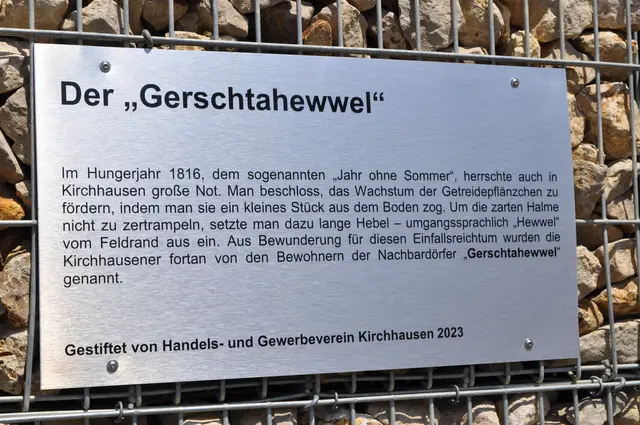 Der „Gerschtahewwel“
Im Hungerjahr 1816, dem sogenannten „Jahr ohne Sommer“, herrschte auch in
Kirchhausen große Not. Man beschloss, das Wachstum der Getreidepflänzchen zu
fördern, indem man sie ein kleines Stück aus dem Boden zog. Um die zarten Halme
nicht zu zertrampeln, setzte man dazu lange Hebel – umgangssprachlich „Hewwel“
vom Feldrand aus ein. Aus Bewunderung für diesen Einfallsreichtum wurden die
Kirchhausener fortan von den Bewohnern der Nachbardörfer „Gerschtahewwel“
genannt.
Gestiftet von Handels- und Gewerbeverein Kirchhausen 2023